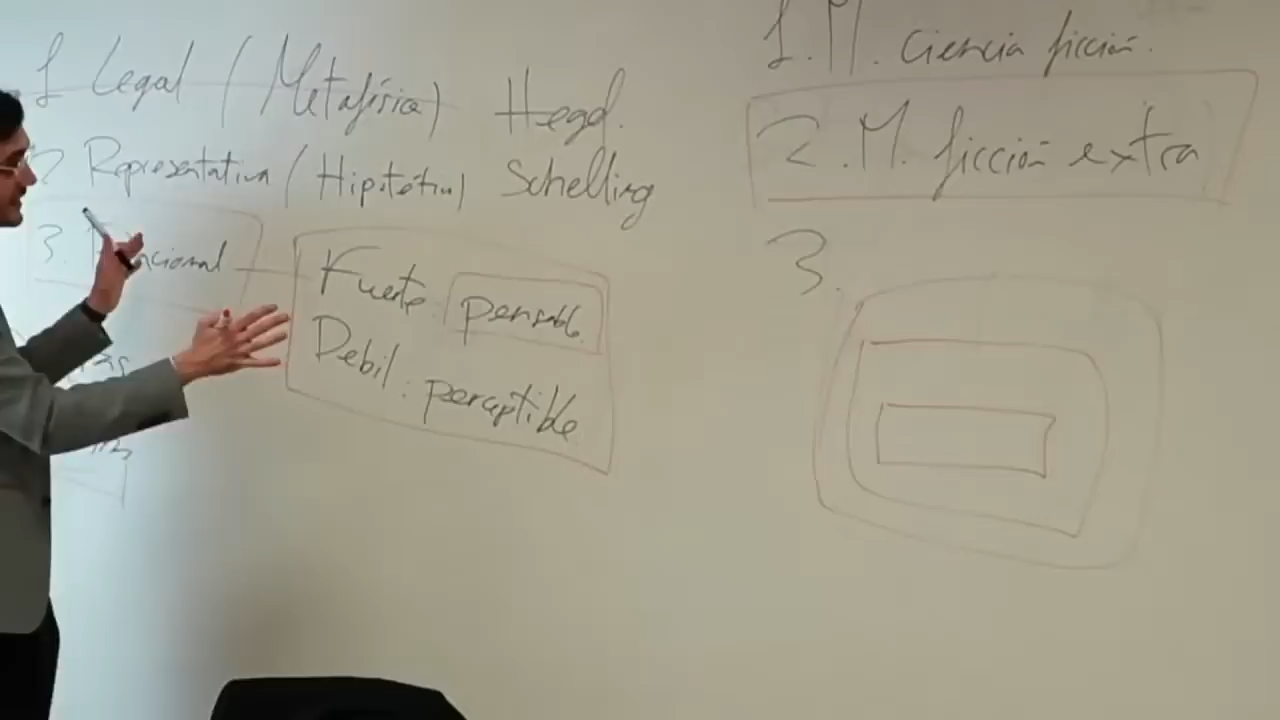 1 Legal (Metafísica) Hegel.
2 Representativa (Hipotética) Schelling
3.
Fuerte: pensable.
Debil: perceptible
1. M. Ciencia ficción.
2. M. ficción extra
3.